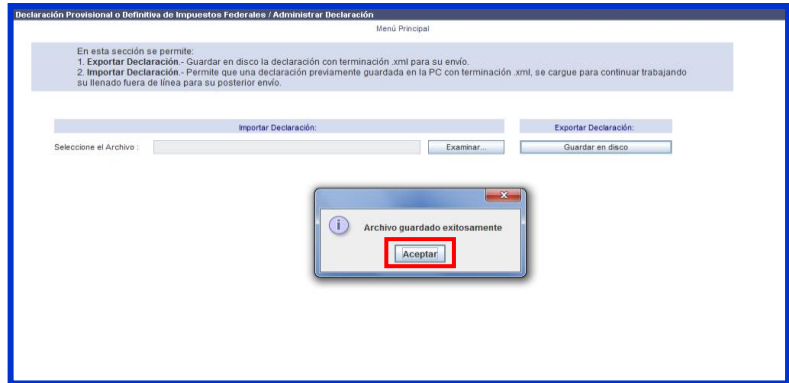 Declaración Provisional o Definitiva de Impuestos Federales / Administrar Declaración
Menú Principal
En esta sección se permite:
1. Exportar Declaración.- Guardar en disco la declaración con terminación .xml para su envío.
2. Importar Declaración.- Permite que una declaración previamente guardada en la PC con terminación .xml, se cargue para continuar trabajando
su llenado fuera de línea para su posterior envío.
Importar Declaración:
Exportar Declaración:
Seleccione el Archivo :
Examinar...
Guardar en disco
Archivo guardado exitosamente
Aceptar